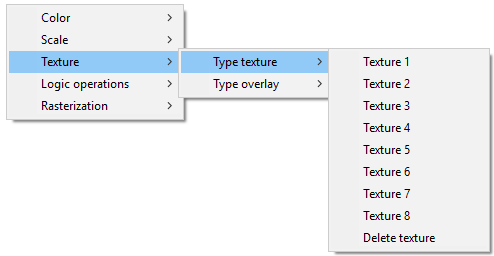 Color
Scale
Texture
Logic operations
Rasterization
Type texture
Type overlay
Texture 1
Texture 2
Texture 3
Texture 4
Texture 5
Texture 6
Texture 7
Texture 8
Delete texture